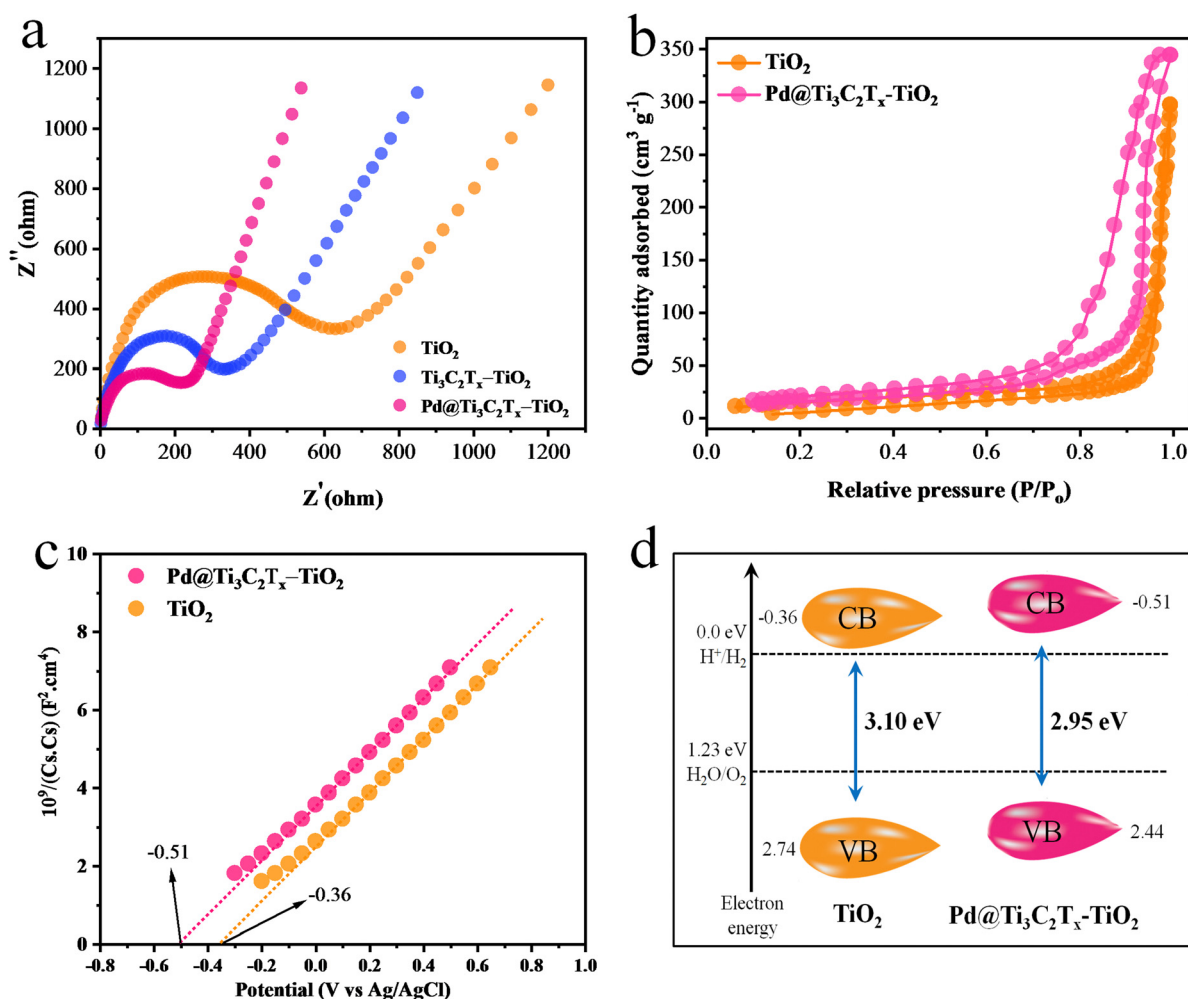 a
1200
1000
800
600
400
200
0
Z''(ohm)
TiO₂
Ti₃C₂Tₓ–TiO₂
Pd@Ti₃C₂Tₓ–TiO₂
0 200 400 600 800 1000 1200
Z'(ohm)
b
350
300
250
200
150
100
50
0
Quantity adsorbed (cm³ g⁻¹)
TiO₂
Pd@Ti₃C₂Tₓ-TiO₂
0.0 0.2 0.4 0.6 0.8 1.0
Relative pressure (P/Pₒ)
c
10
8
6
4
2
0
10⁹/(Cs.Cs) (F².cm⁴)
Pd@Ti₃C₂Tₓ–TiO₂
TiO₂
-0.51
-0.36
-0.8 -0.6 -0.4 -0.2 0.0 0.2 0.4 0.6 0.8 1.0
Potential (V vs Ag/AgCl)
d
-0.36 CB CB -0.51
0.0 eV
H⁺/H₂
3.10 eV 2.95 eV
1.23 eV
H₂O/O₂
2.74 VB VB 2.44
Electron
energy
TiO₂ Pd@Ti₃C₂Tₓ-TiO₂